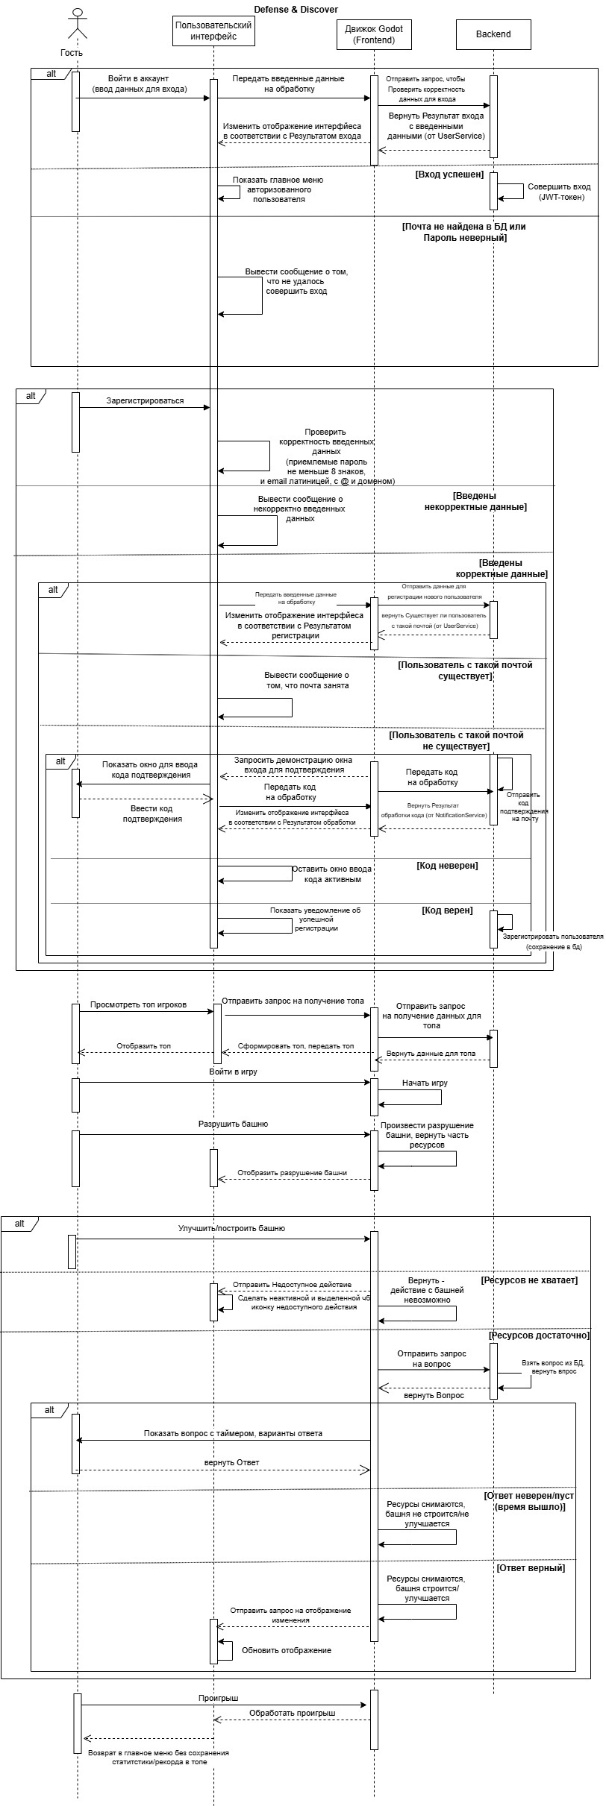 Defense & Discover
Гость
Пользовательский
интерфейс
Движок Godot
(Frontend)
Backend
alt
Войти в аккаунт
(ввод данных для входа)
Передать введенные данные
на обработку
Отправить запрос, чтобы
Проверить корректность
данных для входа
Изменить отображение интерфйеса
в соответствии с Результатом входа
Вернуть Результат входа
с введенными
данными (от UserService)
[Вход успешен]
Показать главное меню
авторизованного
пользователя
Совершить вход
(JWT-токен)
[Почта не найдена в БД или
Пароль неверный]
Вывести сообщение о том,
что не удалось
совершить вход
alt
Зарегистрироваться
Проверить
корректность введенных
данных
(приемлемые пароль
не меньше 8 знаков,
и email латиницей, с @ и доменом)
[Введены
некорректные данные]
Вывести сообщение о
некорректно введенных
данных
[Введены
корректные данные]
alt
Передать введенные данные
на обработку
Отправить данные для
регистрации нового пользователя
Изменить отображение интерфйеса
в соответствии с Результатом
регистрации
вернуть Существует ли пользователь
с такой почтой (от UserService)
[Пользователь с такой почтой
существует]
Вывести сообщение о
том, что почта занята
[Пользователь с такой почтой
не существует]
alt
Показать окно для ввода
кода подтверждения
Запросить демонстрацию окна
входа для подтверждения
Передать код
на обработку
Отправить
код
подтверждения
на почту
Ввести код
подтверждения
Передать код
на обработку
Изменить отображение интерфйеса
в соответствии с Результатом обработки
Вернуть Результат
обработки кода (от NotificationService)
[Код неверен]
Оставить окно ввода
кода активным
[Код верен]
Показать уведомление об
успешной
регистрации
Зарегистрировать пользователя
(сохранение в бд)
Просмотреть топ игроков
Отправить запрос на получение топа
Отправить запрос
на получение данных для
топа
Отобразить топ
Сформировать топ, передать топ
Вернуть данные для топа
Войти в игру
Начать игру
Разрушить башню
Произвести разрушение
башни, вернуть часть
ресурсов
Отобразить разрушение башни
alt
Улучшить/построить башню
[Ресурсов не хватает]
Отправить Недоступное действие
Вернуть -
действие с башней
невозможно
Сделать неактивной и выделенной чб
иконку недоступного действия
[Ресурсов достаточно]
Отправить запрос
на вопрос
Взять вопрос из БД,
вернуть впрос
вернуть Вопрос
alt
Показать вопрос с таймером, варианты ответа
вернуть Ответ
[Ответ неверен/пуст
(время вышло)]
Ресурсы снимаются,
башня не строится/не
улучшается
[Ответ верный]
Ресурсы снимаются,
башня строится/
улучшается
Отправить запрос на отображение
изменения
Обновить отображение
Проигрыш
Обработать проигрыш
Возврат в главное меню без сохранения
статитстики/рекорда в топе